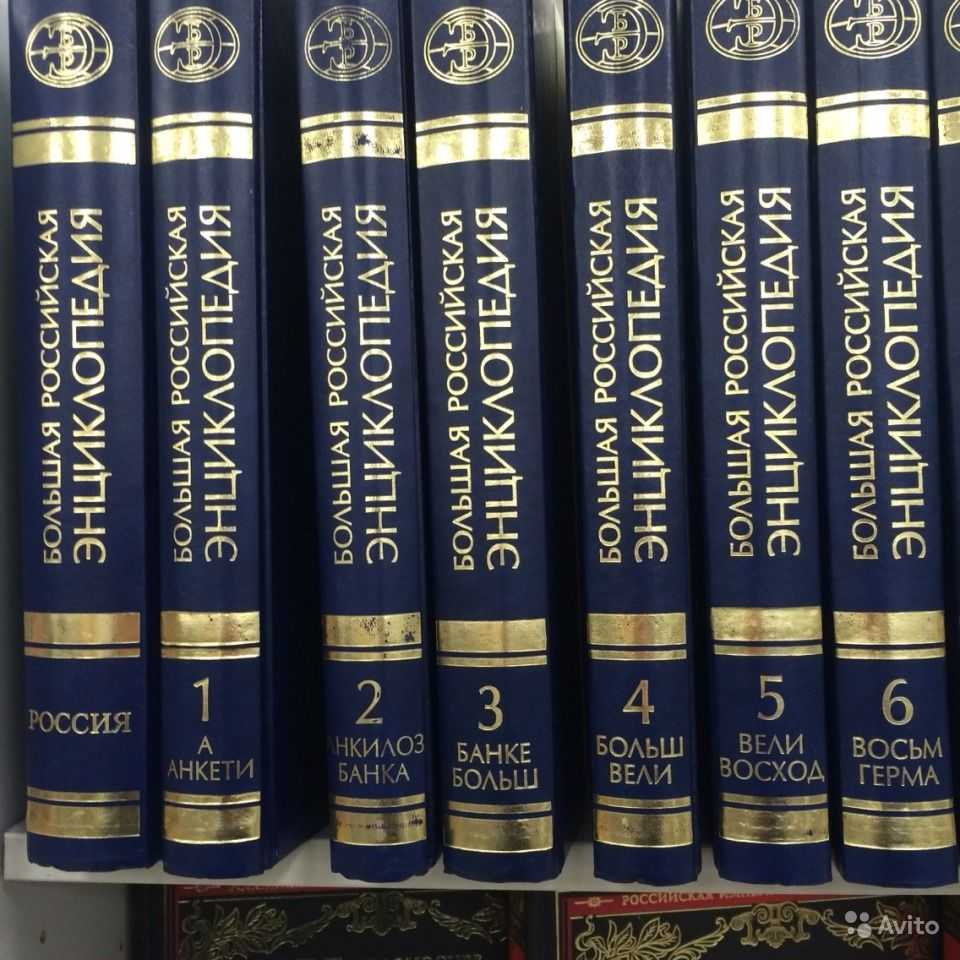 БОЛЬШАЯ РОССИЙСКАЯ
ЭНЦИКЛОПЕДИЯ
РОССИЯ
БОЛЬШАЯ РОССИЙСКАЯ
ЭНЦИКЛОПЕДИЯ
1
А
АНКЕТИ
БОЛЬШАЯ РОССИЙСКАЯ
ЭНЦИКЛОПЕДИЯ
2
АНКИЛОЗ
БАНКА
БОЛЬШАЯ РОССИЙСКАЯ
ЭНЦИКЛОПЕДИЯ
3
БАНКЕ
БОЛЬШ
БОЛЬШАЯ РОССИЙСКАЯ
ЭНЦИКЛОПЕДИЯ
4
БОЛЬШ
ВЕЛИ
БОЛЬШАЯ РОССИЙСКАЯ
ЭНЦИКЛОПЕДИЯ
5
ВЕЛИ
ВОСХОД
БОЛЬШАЯ РОССИЙСКАЯ
ЭНЦИКЛОПЕДИЯ
6
ВОСЬМ
ГЕРМА
РОССИЙСКАЯ
Avito